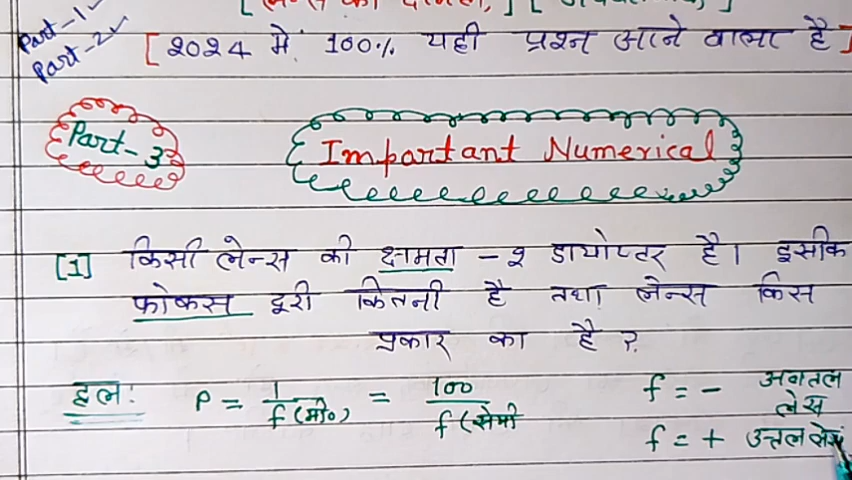 Part-1
Part-2
[2024 में 100% यही प्रश्न आने वाला है]
Part-3
Impartant Numerical
[1] किसी लेन्स की क्षमता -2 डायोप्टर है। इसकि
फोकस दूरी कितनी है तथा लेन्स किस
प्रकार का है?
हल: P = 1/f(मी०) = 100/f(सेमी
f = - अवतल लेंस
f = + उत्तल लेंस